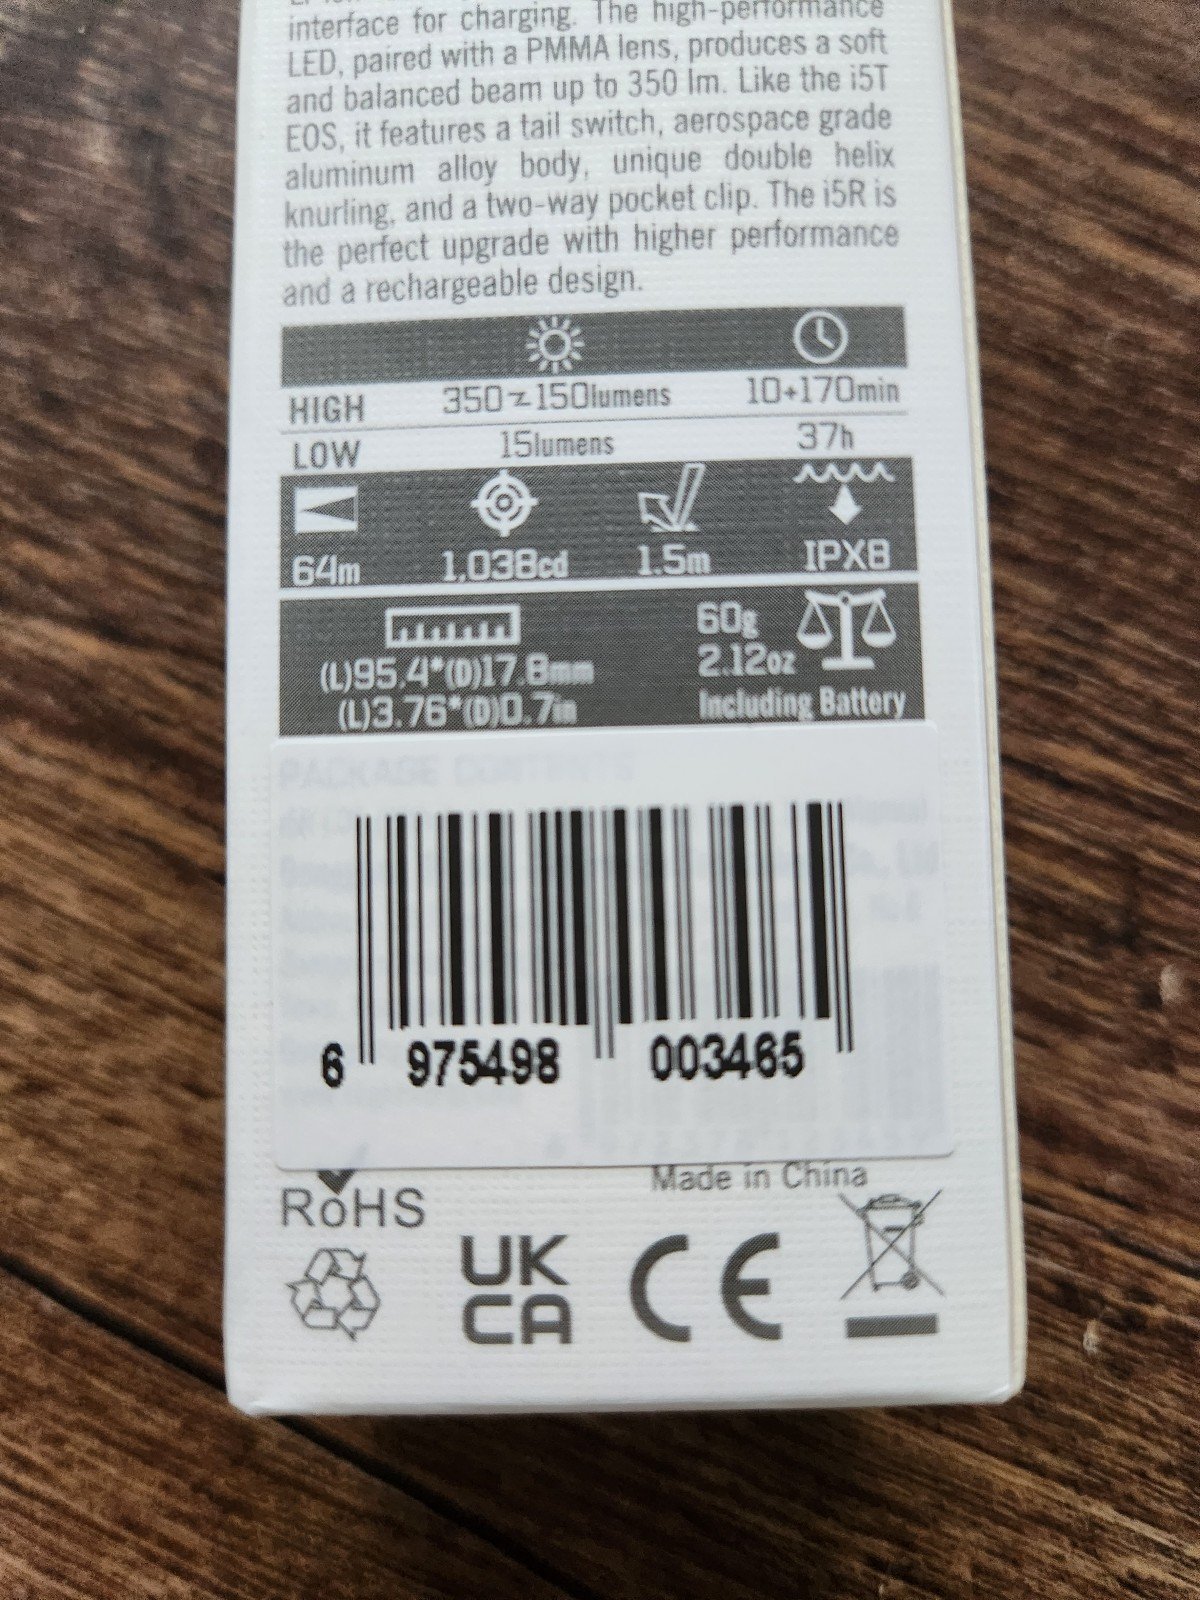 interface for charging. The high-performance
LED, paired with a PMMA lens, produces a soft
and balanced beam up to 350 lm. Like the i5T
EOS, it features a tail switch, aerospace grade
aluminum alloy body, unique double helix
knurling, and a two-way pocket clip. The i5R is
the perfect upgrade with higher performance
and a rechargeable design.
HIGH 350~150lumens 10+170min
LOW 15lumens 37h
64m 1,038cd 1.5m IPX8
(L)95.4*(D)17.8mm
(L)3.76*(D)0.7in
60g
2.12oz
Including Battery
PACKAGE CONTENTS
6 975498 003465
Made in China
RoHS
UK
CA
CE